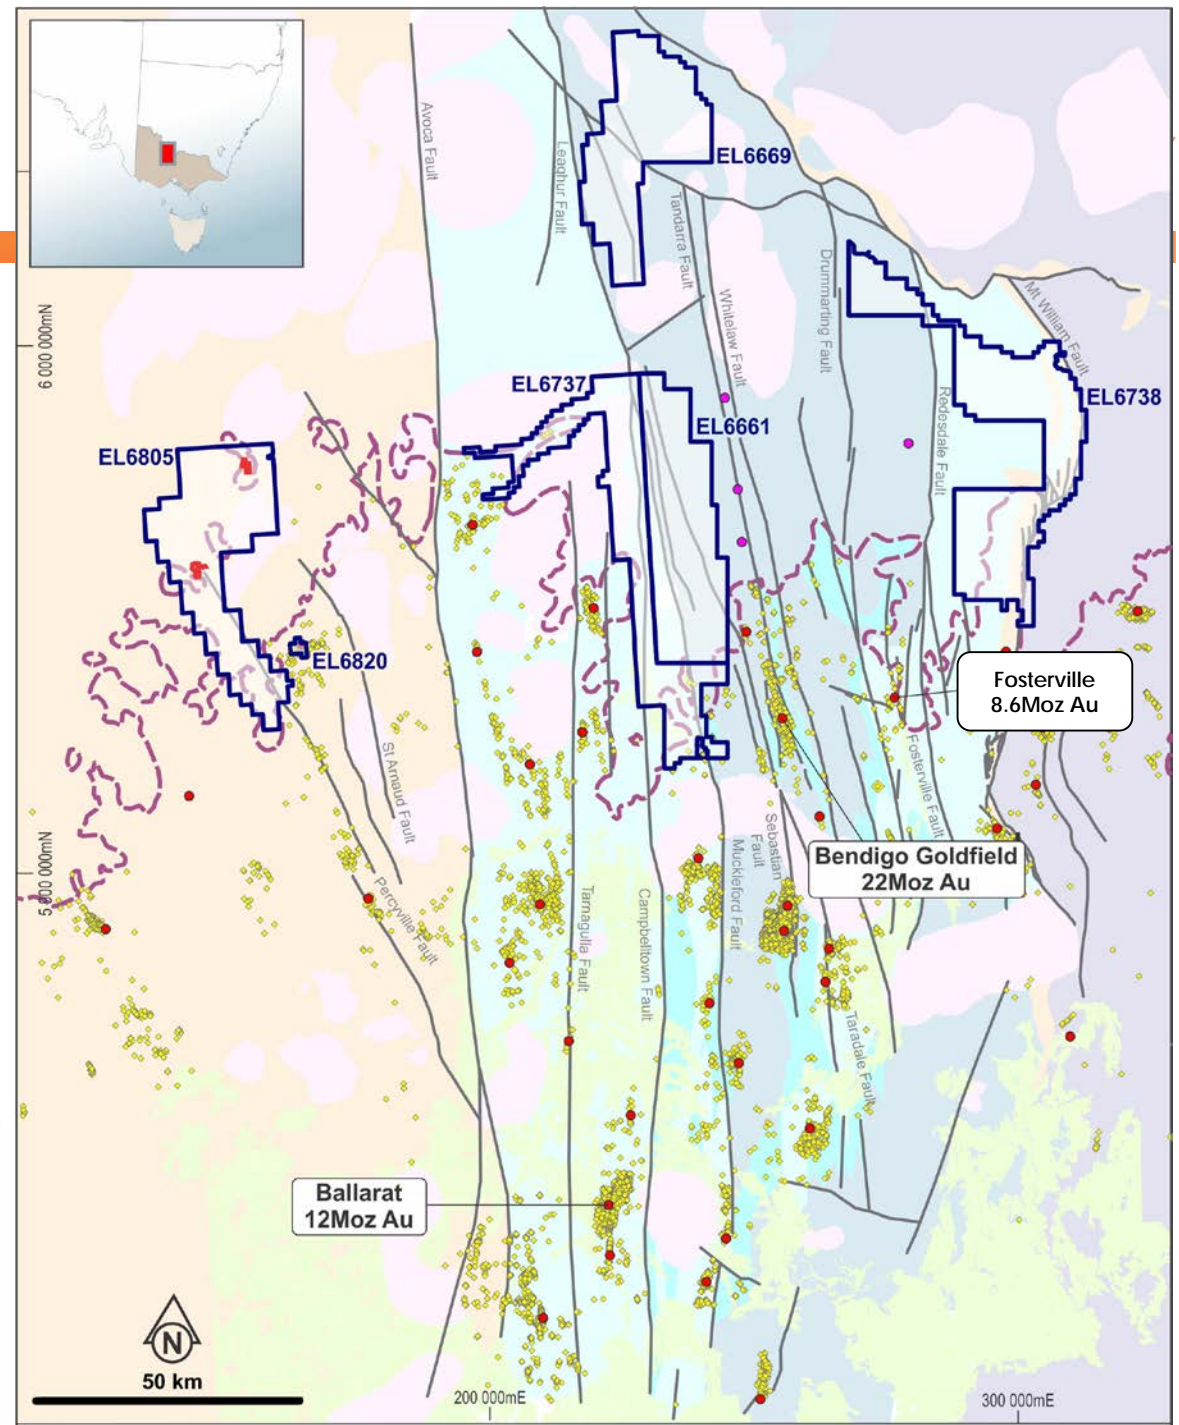 Avoca Fault
Leaghur Fault
EL6669
Tandarra Fault
Whitelaw Fault
Drummarting Fault
Mt William Fault
6 000 000mN
EL6737
EL6661
Redesdale Fault
EL6738
EL6805
EL6820
Fosterville
8.6Moz Au
St Arnaud Fault
Fosterville Fault
Sebastian
Fault
Muckleford Fault
Bendigo Goldfield
22Moz Au
5 900 000mN
Percyville Fault
Tarnagulla Fault
Campbelltown Fault
Taradale Fault
Ballarat
12Moz Au
N
50 km
200 000mE
300 000mE